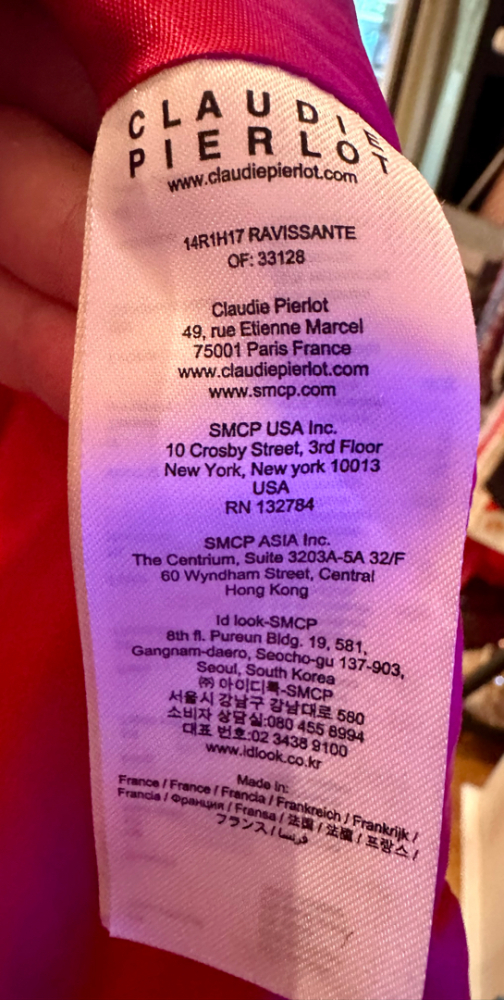 CLAUDIE
PIERLOT
www.claudiepierlot.com
14R1H17 RAVISSANTE
OF: 33128
Claudie Pierlot
49, rue Etienne Marcel
75001 Paris France
www.claudiepierlot.com
www.smcp.com
SMCP USA Inc.
10 Crosby Street, 3rd Floor
New York, New york 10013
USA
RN 132784
SMCP ASIA Inc.
The Centrium, Suite 3203A-5A 32/F
60 Wyndham Street, Central
Hong Kong
Id look-SMCP
8th fl. Pureun Bldg. 19, 581,
Gangnam-daero, Seocho-gu 137-903,
Seoul, South Korea
㈜ 아이디룩-SMCP
서울시 강남구 강남대로 580
소비자 상담실:080 455 8994
대표 번호:02 3438 9100
www.idlook.co.kr
Made in:
France / France / Francia / Frankreich / Frankrijk /
Francia / Франция / Fransa / 法国 / 法國 / 프랑스 /
フランス / فرنسا